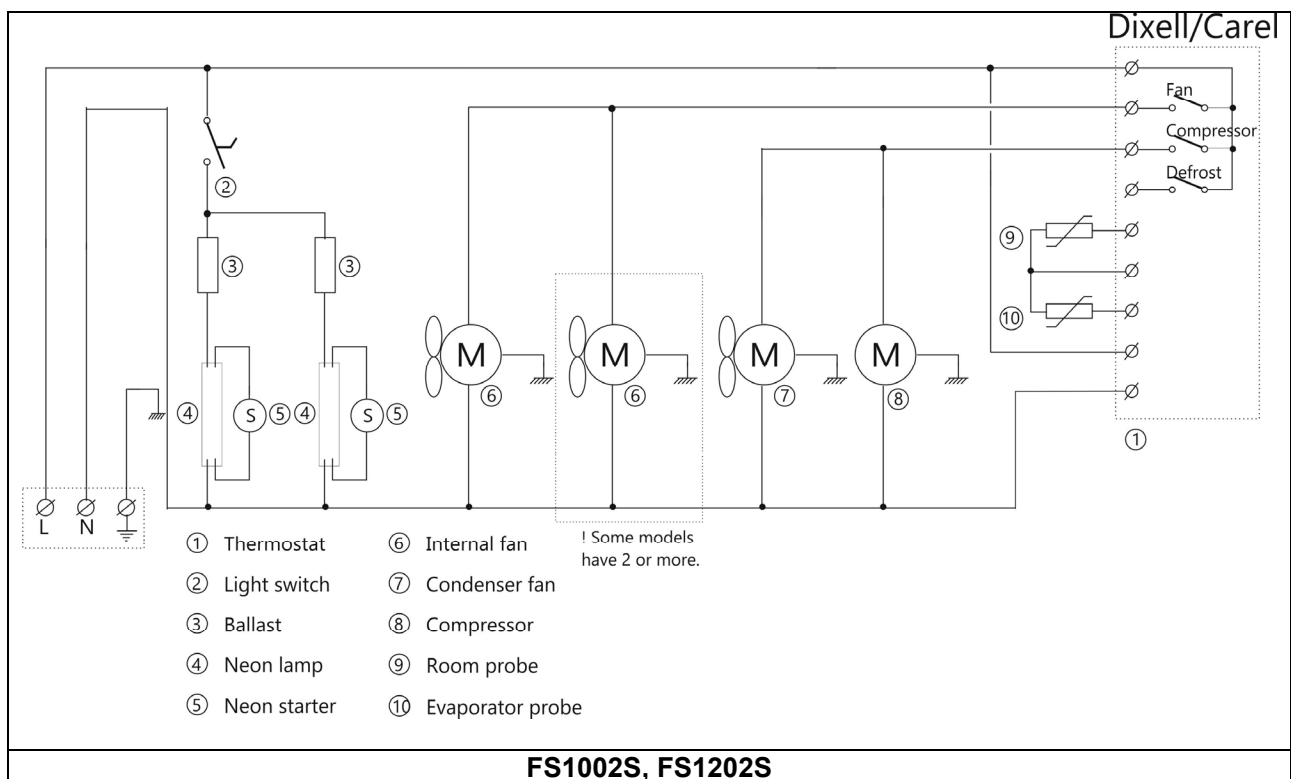 Dixell/Carel
Fan
Compressor
Defrost
②
③
③
⑨
⑩
④
S
⑤
④
S
⑤
M
⑥
M
⑥
M
⑦
M
⑧
①
L
N
! Some models
have 2 or more.
① Thermostat
② Light switch
③ Ballast
④ Neon lamp
⑤ Neon starter
⑥ Internal fan
⑦ Condenser fan
⑧ Compressor
⑨ Room probe
⑩ Evaporator probe
FS1002S, FS1202S